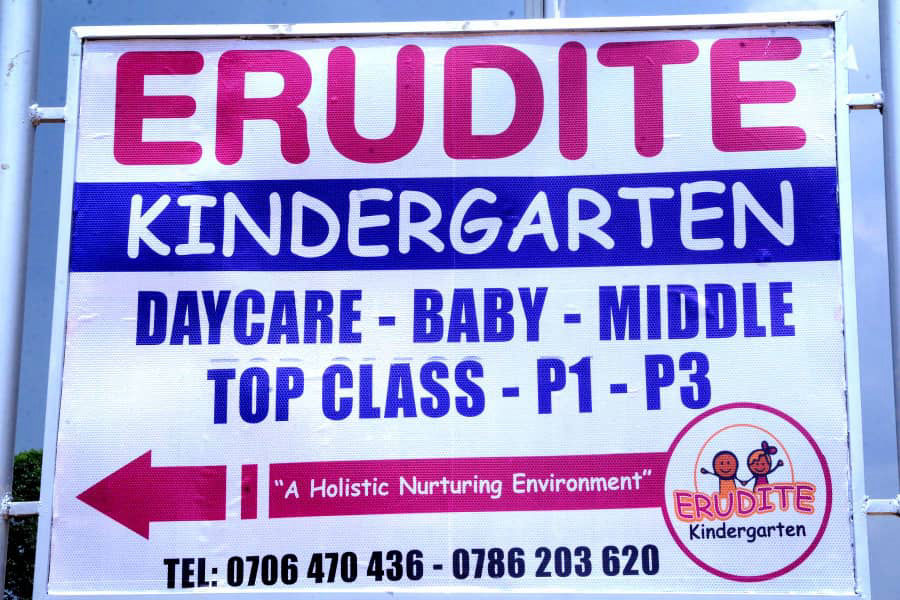 ERUDITE
KINDERGARTEN
DAYCARE - BABY - MIDDLE
TOP CLASS - P1 - P3
"A Holistic Nurturing Environment"
ERUDITE
Kindergarten
TEL: 0706 470 436 - 0786 203 620